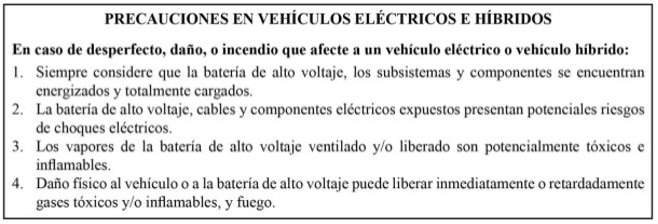 PRECAUCIONES EN VEHÍCULOS ELÉCTRICOS E HÍBRIDOS
En caso de desperfecto, daño, o incendio que afecte a un vehículo eléctrico o vehículo híbrido:
1. Siempre considere que la batería de alto voltaje, los subsistemas y componentes se encuentran
energizados y totalmente cargados.
2. La batería de alto voltaje, cables y componentes eléctricos expuestos presentan potenciales riesgos
de choques eléctricos.
3. Los vapores de la batería de alto voltaje ventilado y/o liberado son potencialmente tóxicos e
inflamables.
4. Daño físico al vehículo o a la batería de alto voltaje puede liberar inmediatamente o retardadamente
gases tóxicos y/o inflamables, y fuego.